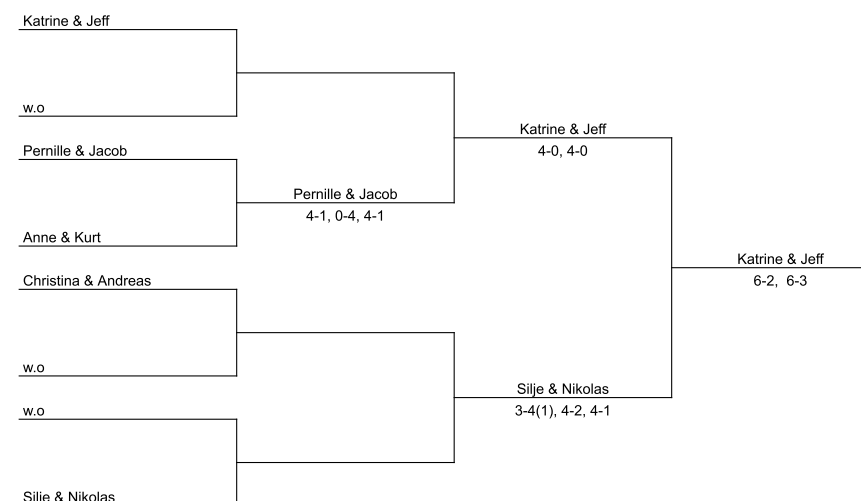 Katrine & Jeff
w.o
Katrine & Jeff
4-0, 4-0
Pernille & Jacob
Pernille & Jacob
4-1, 0-4, 4-1
Anne & Kurt
Katrine & Jeff
6-2, 6-3
Christina & Andreas
w.o
Silje & Nikolas
3-4(1), 4-2, 4-1
w.o
Silje & Nikolas